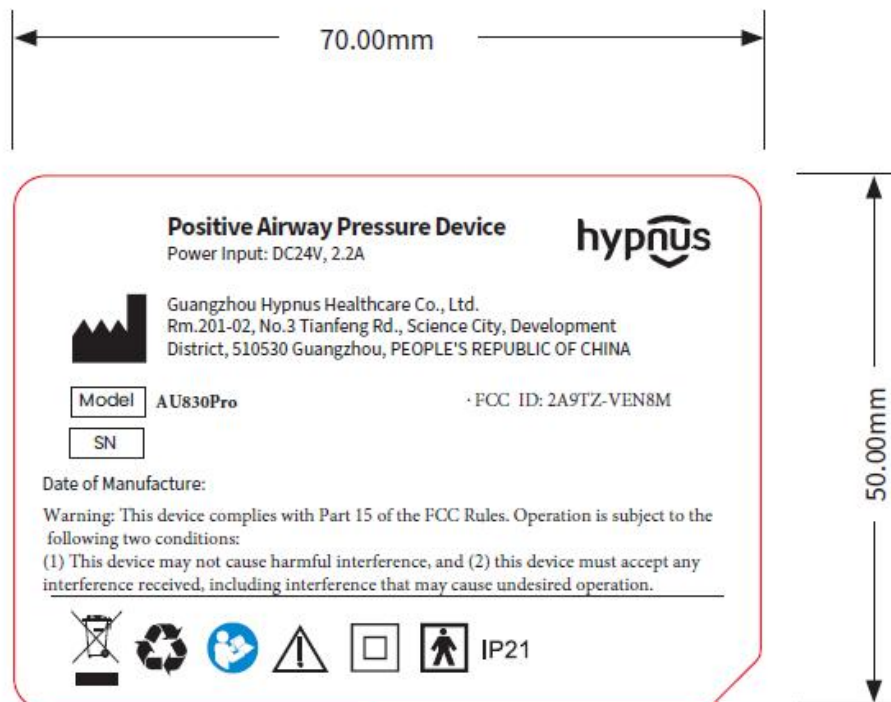 70.00mm
Positive Airway Pressure Device
Power Input: DC24V, 2.2A
hypnus
Guangzhou Hypnus Healthcare Co., Ltd.
Rm.201-02, No.3 Tianfeng Rd., Science City, Development
District, 510530 Guangzhou, PEOPLE'S REPUBLIC OF CHINA
Model AU830Pro · FCC ID: 2A9TZ-VEN8M
SN
Date of Manufacture:
Warning: This device complies with Part 15 of the FCC Rules. Operation is subject to the
following two conditions:
(1) This device may not cause harmful interference, and (2) this device must accept any
interference received, including interference that may cause undesired operation.
IP21
50.00mm